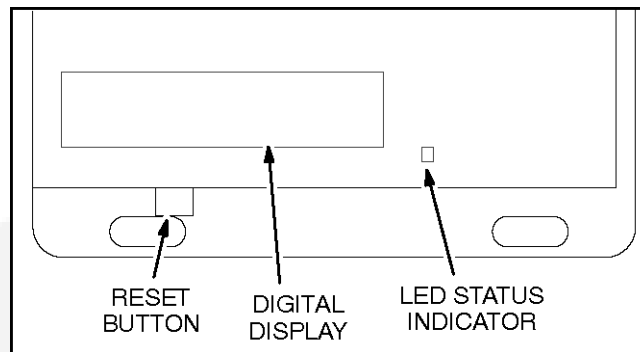 RESET
BUTTON
DIGITAL
DISPLAY
LED STATUS
INDICATOR